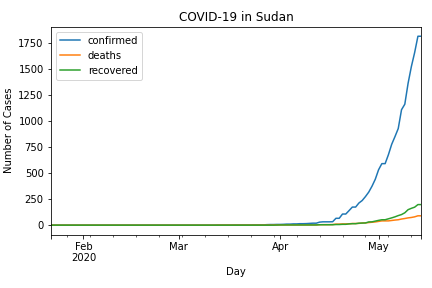 COVID-19 in Sudan
confirmed
deaths
recovered
Number of Cases
1750
1500
1250
1000
750
500
250
0
Feb Mar Apr May
2020
Day